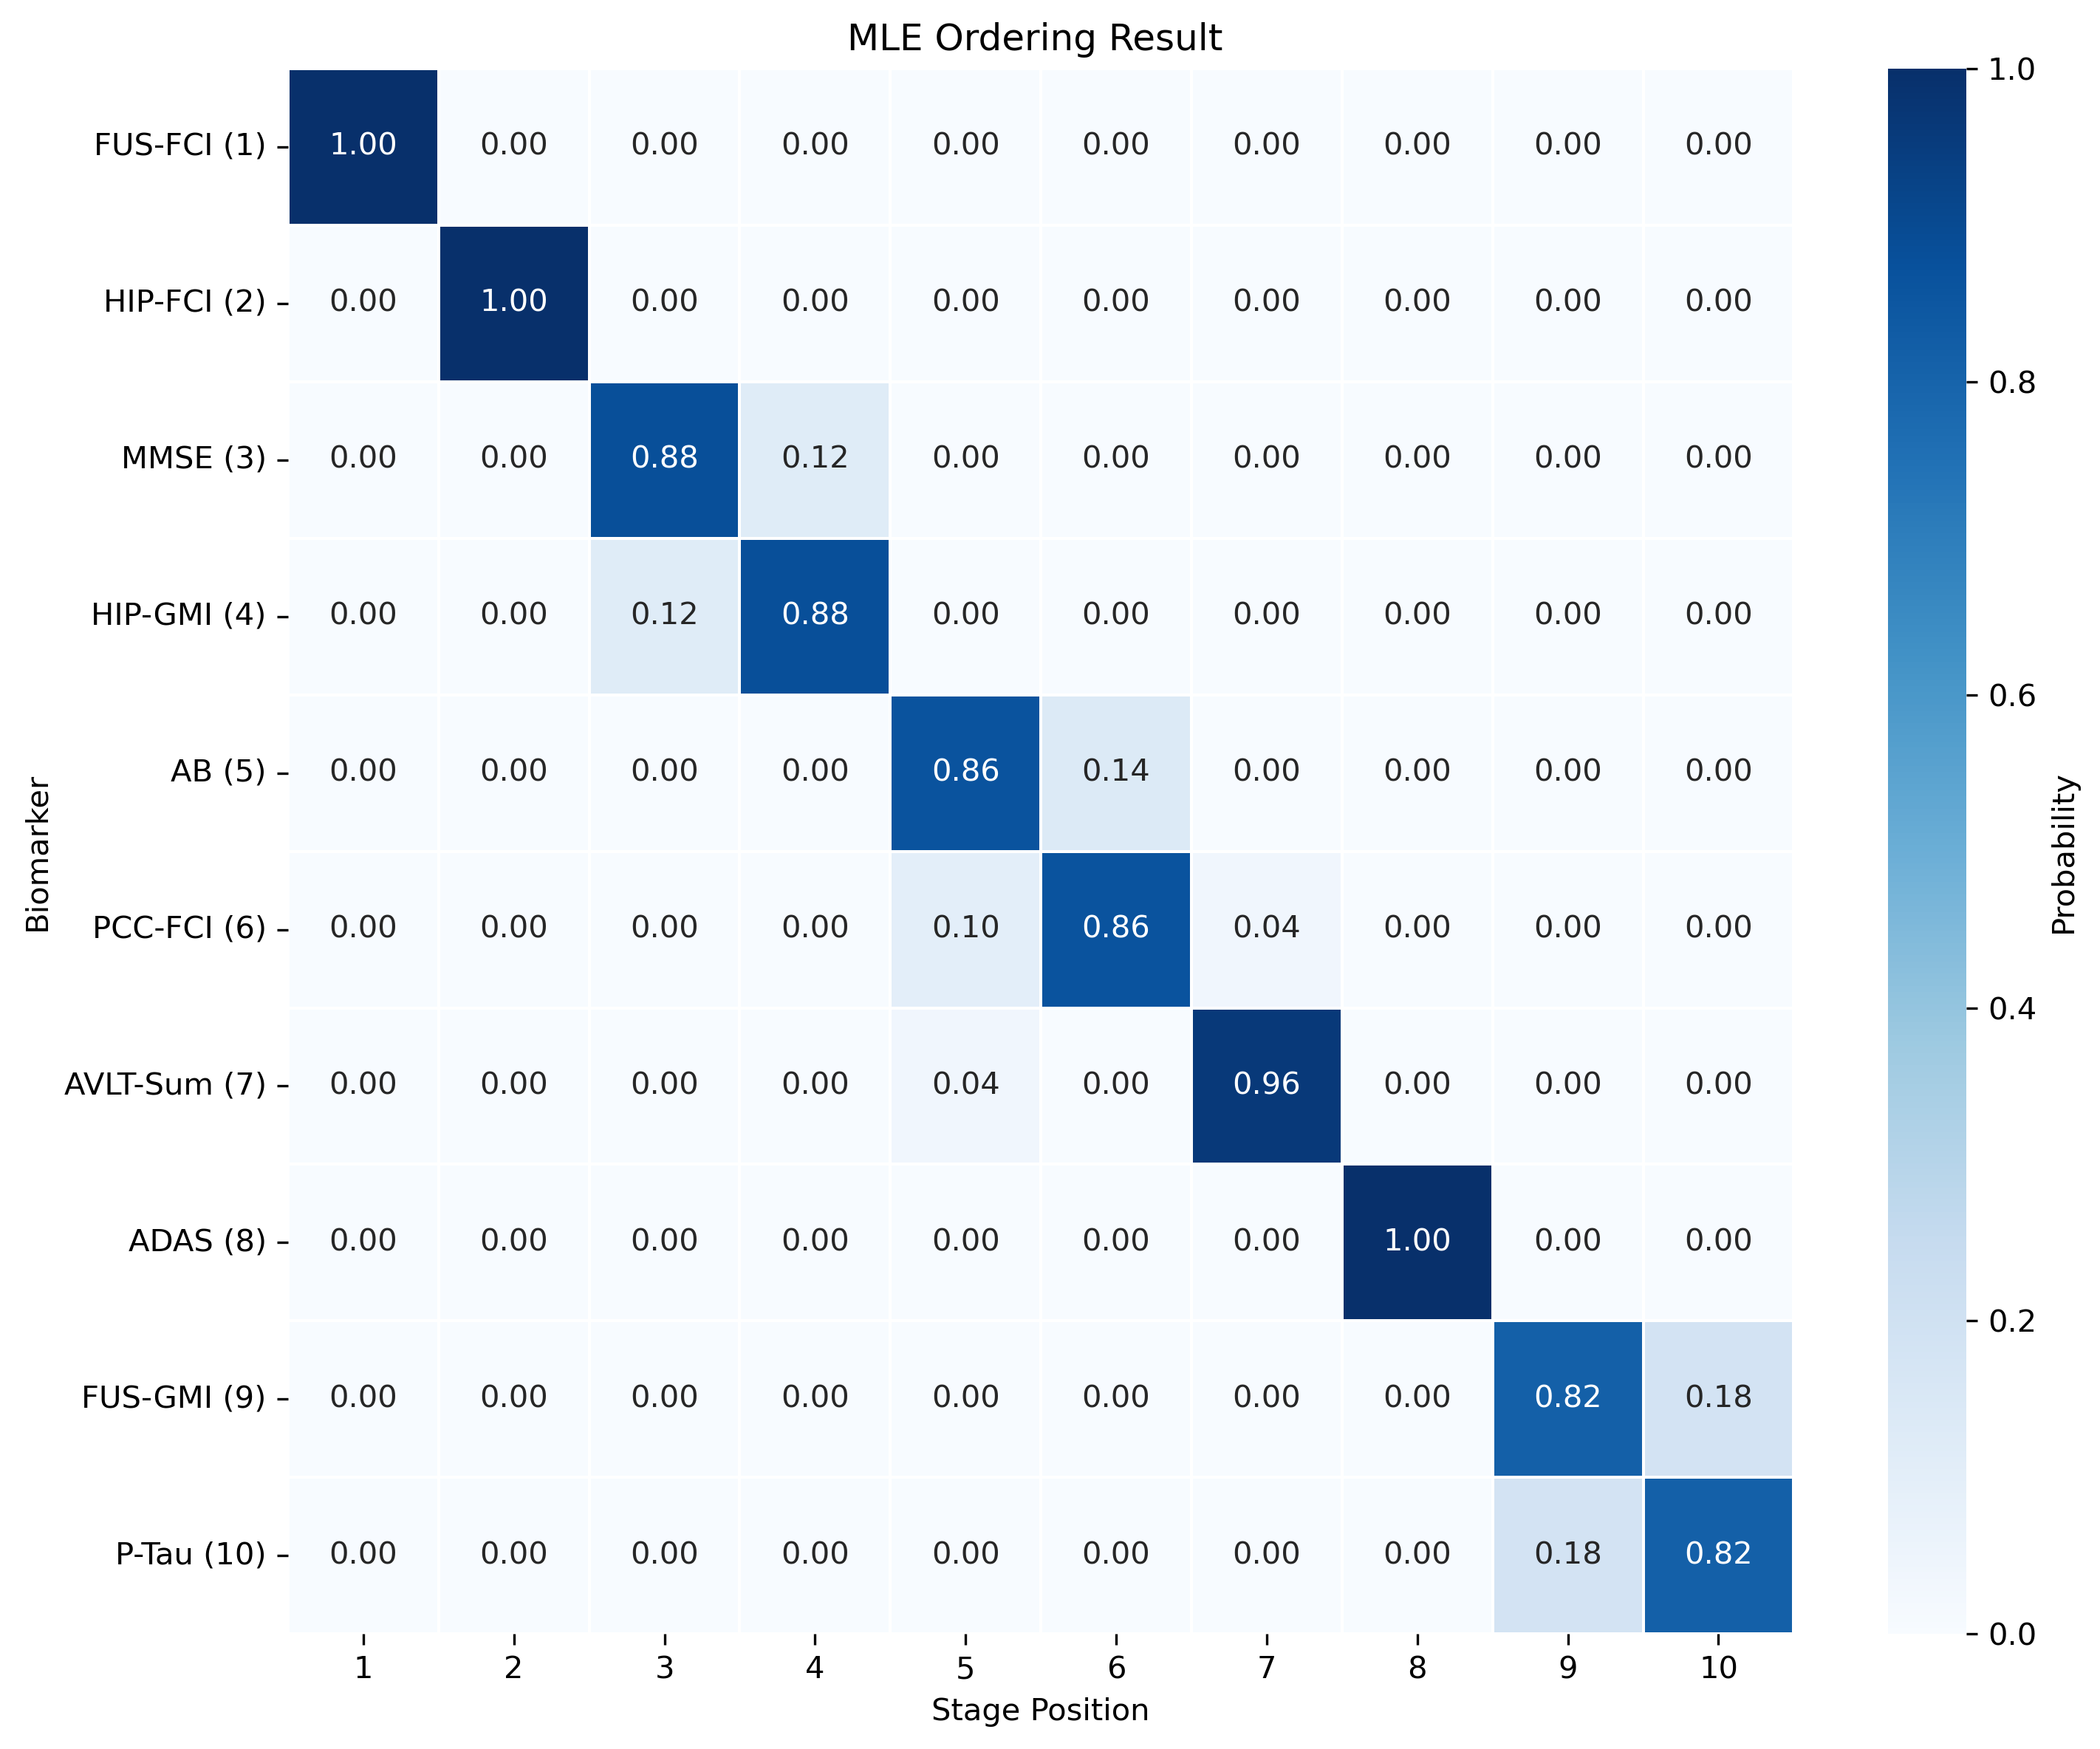 MLE Ordering Result
FUS-FCI (1) 1.00 0.00 0.00 0.00 0.00 0.00 0.00 0.00 0.00 0.00
HIP-FCI (2) 0.00 1.00 0.00 0.00 0.00 0.00 0.00 0.00 0.00 0.00
MMSE (3) 0.00 0.00 0.88 0.12 0.00 0.00 0.00 0.00 0.00 0.00
HIP-GMI (4) 0.00 0.00 0.12 0.88 0.00 0.00 0.00 0.00 0.00 0.00
AB (5) 0.00 0.00 0.00 0.00 0.86 0.14 0.00 0.00 0.00 0.00
PCC-FCI (6) 0.00 0.00 0.00 0.00 0.10 0.86 0.04 0.00 0.00 0.00
AVLT-Sum (7) 0.00 0.00 0.00 0.00 0.04 0.00 0.96 0.00 0.00 0.00
ADAS (8) 0.00 0.00 0.00 0.00 0.00 0.00 0.00 1.00 0.00 0.00
FUS-GMI (9) 0.00 0.00 0.00 0.00 0.00 0.00 0.00 0.00 0.82 0.18
P-Tau (10) 0.00 0.00 0.00 0.00 0.00 0.00 0.00 0.00 0.18 0.82
1 2 3 4 5 6 7 8 9 10
Stage Position
Biomarker
1.0
0.8
0.6
0.4
0.2
0.0
Probability